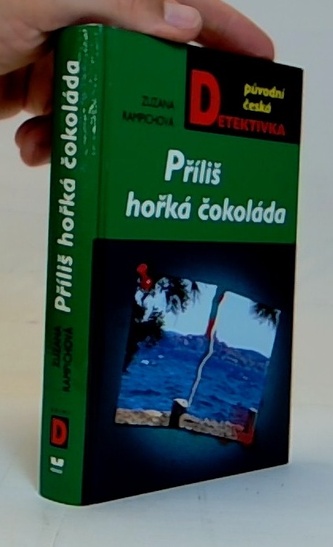 ZUZANA
RAMPICHOVÁ
původní
česká
DETEKTIVKA
Příliš
hořká čokoláda
ZUZANA
RAMPICHOVÁ
Příliš hořká čokoláda
D